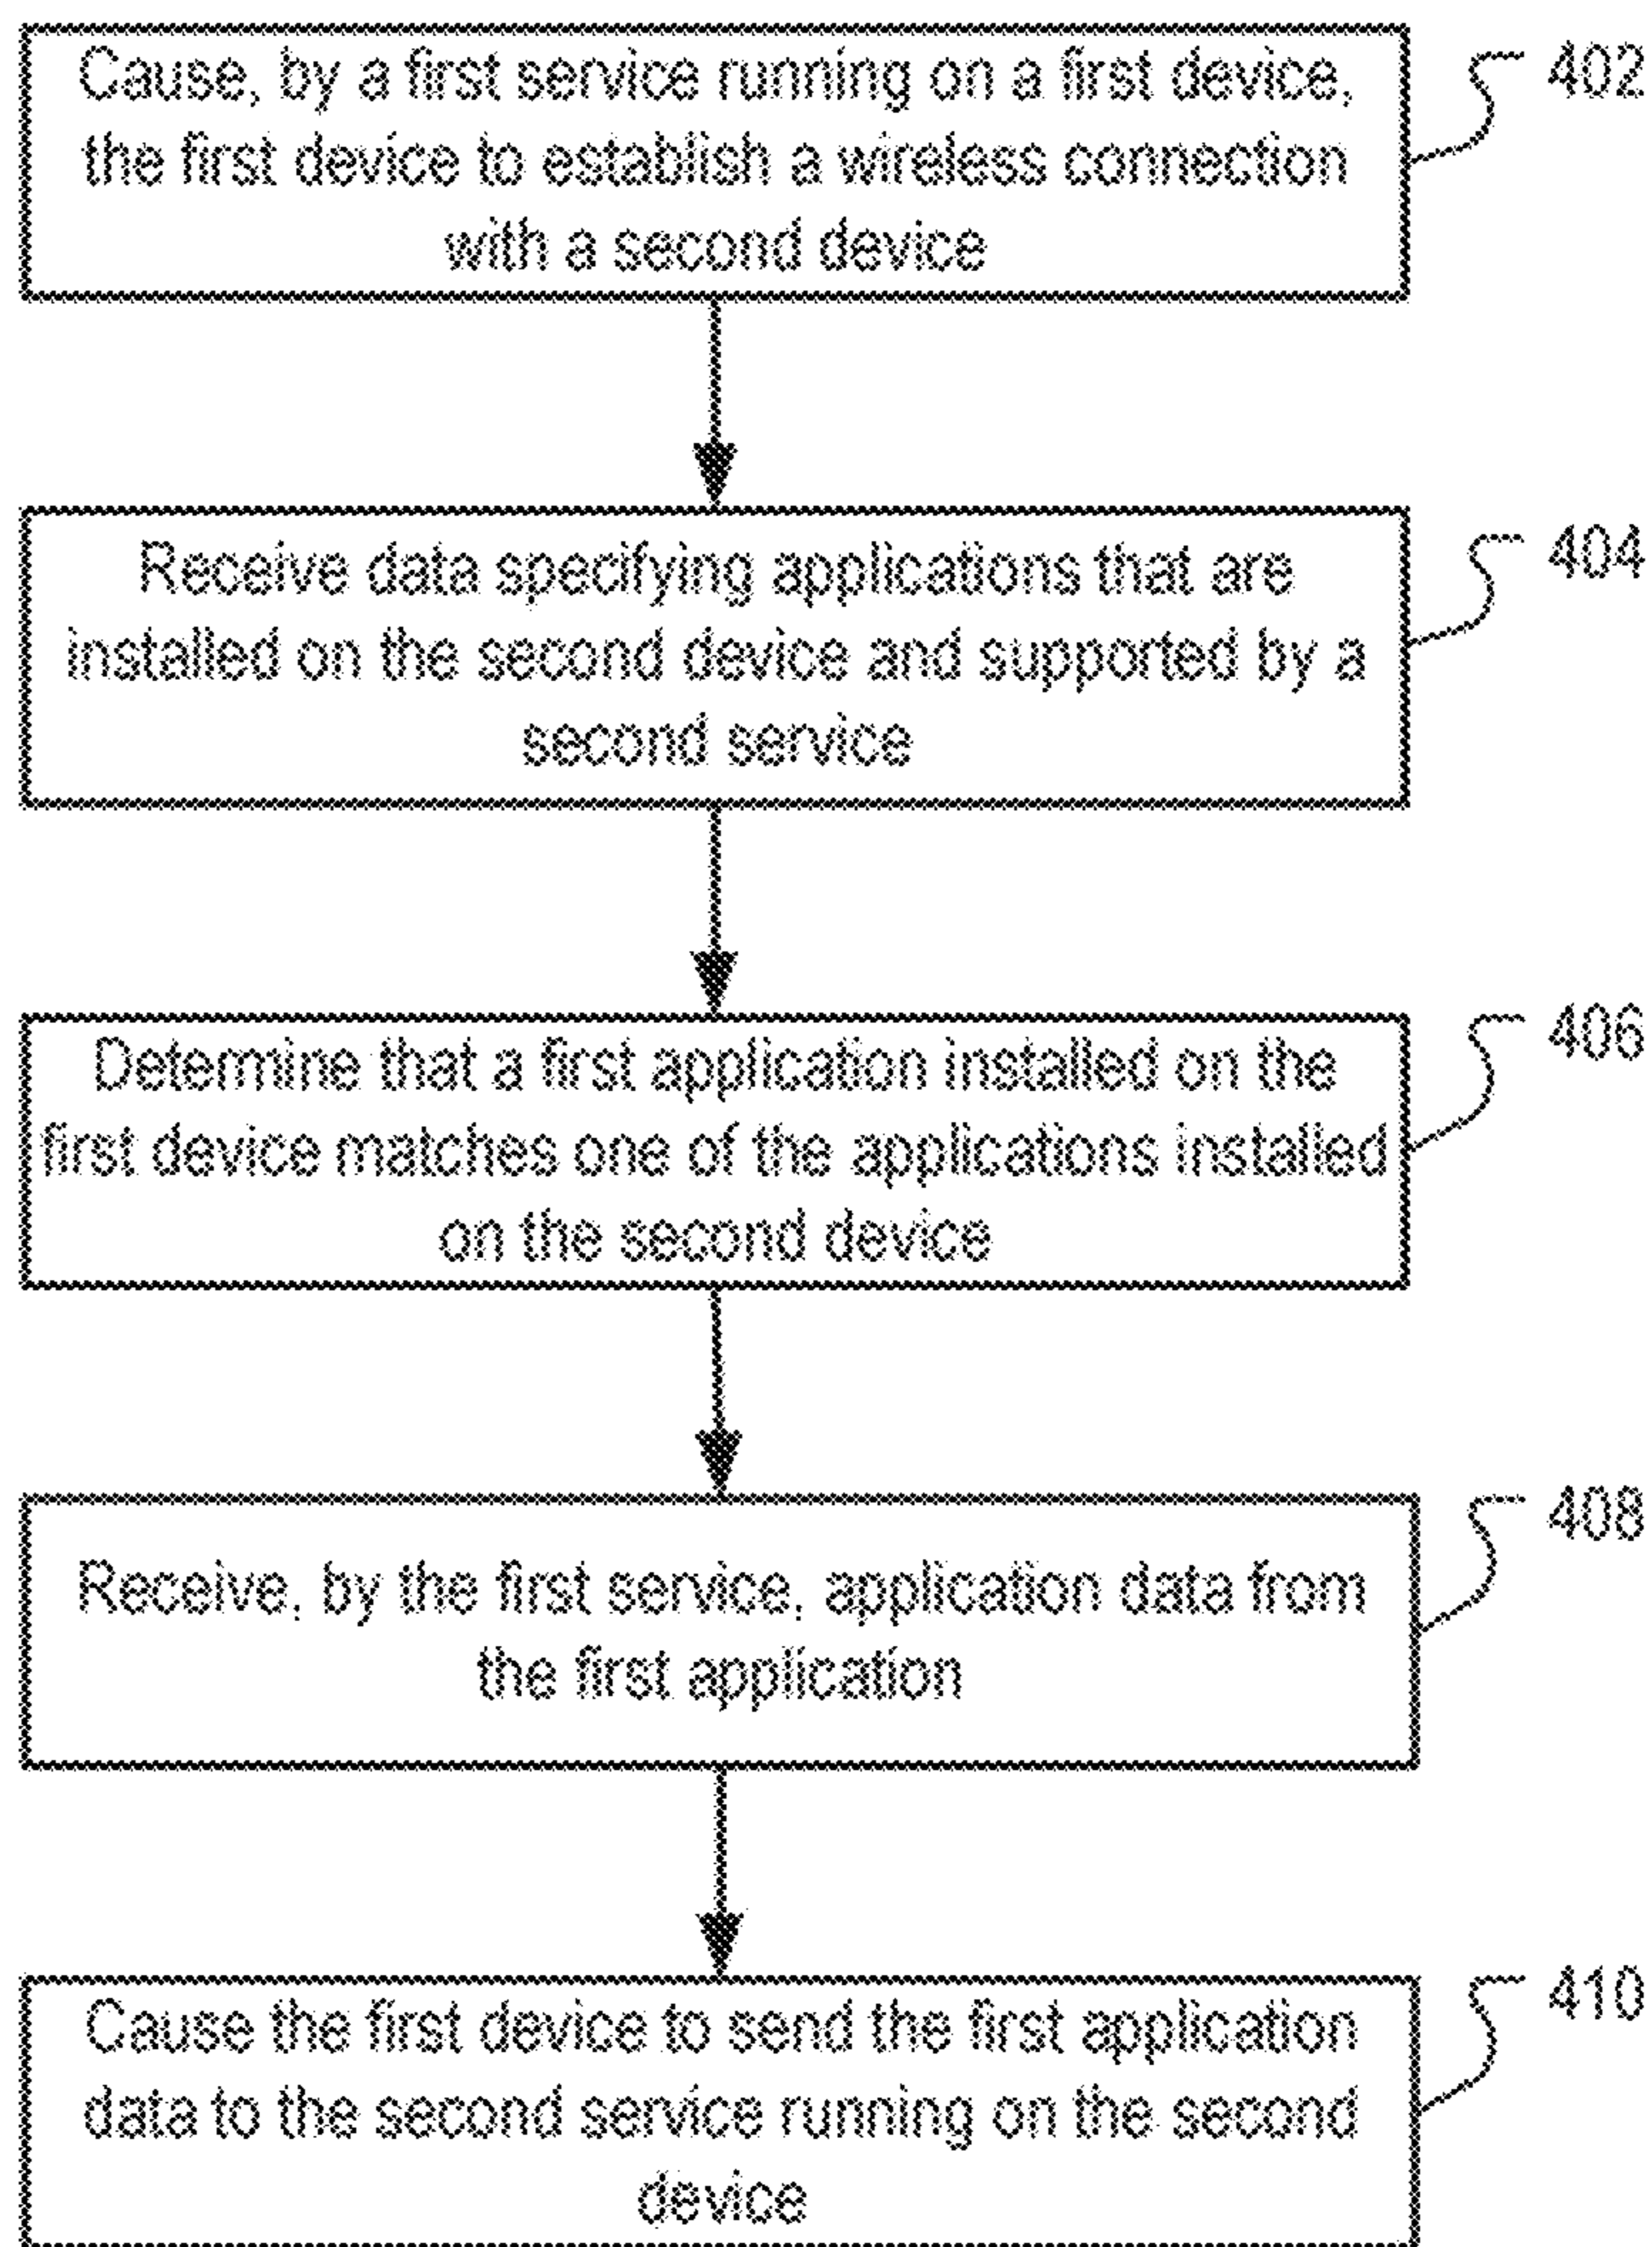 Cause, by a first service running on a first device,
the first device to establish a wireless connection
with a second device
402
Receive data specifying applications that are
installed on the second device and supported by a
second service
404
Determine that a first application installed on the
first device matches one of the applications installed
on the second device
406
Receive, by the first service, application data from
the first application
408
Cause the first device to send the first application
data to the second service running on the second
device
410